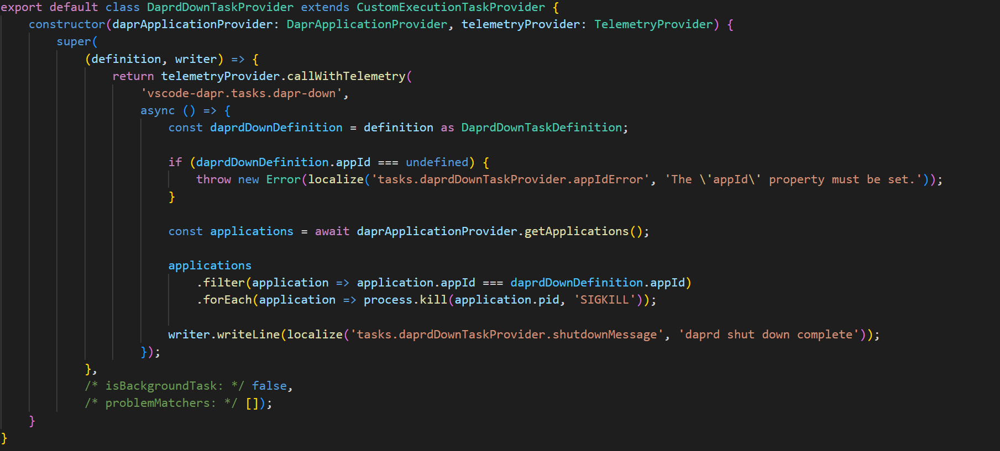 export default class DaprdDownTaskProvider extends CustomExecutionTaskProvider {
    constructor(daprApplicationProvider: DaprApplicationProvider, telemetryProvider: TelemetryProvider) {
        super(
            (definition, writer) => {
                return telemetryProvider.callWithTelemetry(
                    'vscode-dapr.tasks.dapr-down',
                    async () => {
                        const daprdDownDefinition = definition as DaprdDownTaskDefinition;

                        if (daprdDownDefinition.appId === undefined) {
                            throw new Error(localize('tasks.daprdDownTaskProvider.appIdError', 'The \'appId\' property must be set.'));
                        }

                        const applications = await daprApplicationProvider.getApplications();

                        applications
                            .filter(application => application.appId === daprdDownDefinition.appId)
                            .forEach(application => process.kill(application.pid, 'SIGKILL'));

                        writer.writeLine(localize('tasks.daprdDownTaskProvider.shutdownMessage', 'daprd shut down complete'));
                    });
            },
            /* isBackgroundTask: */ false,
            /* problemMatchers: */ []);
    }
}